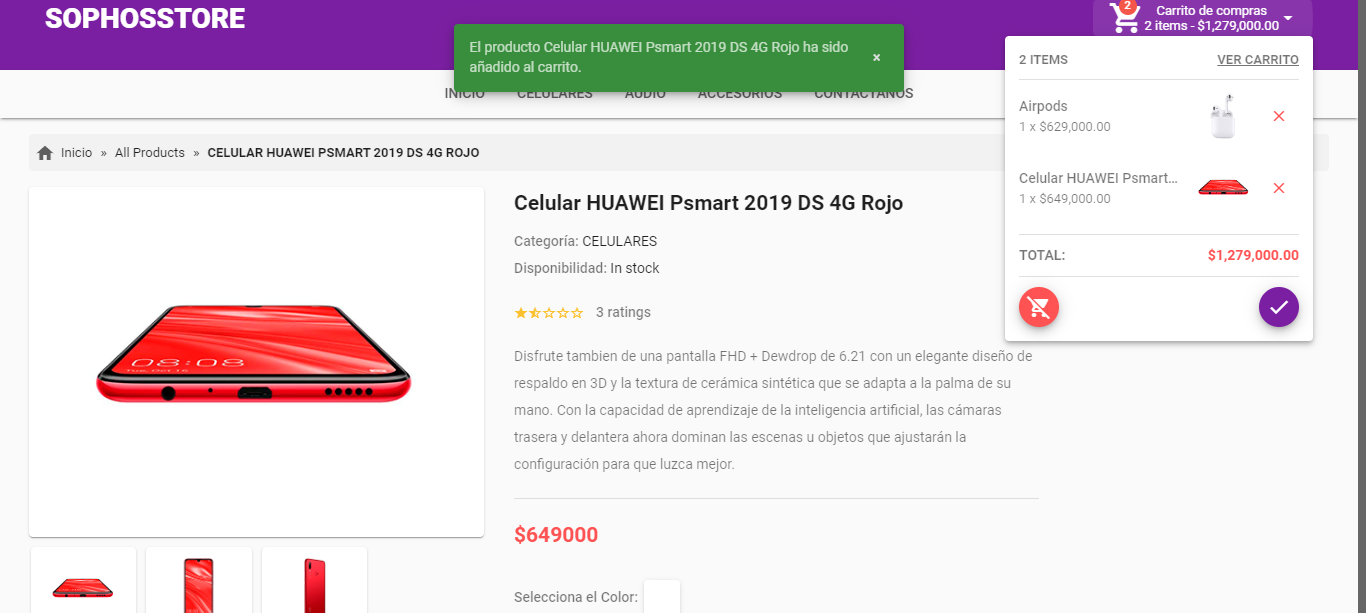 SOPHOSSTORE
2
Carrito de compras
2 items - $1,279,000.00
El producto Celular HUAWEI Psmart 2019 DS 4G Rojo ha sido
añadido al carrito.
×
2 ITEMS
VER CARRITO
INICIO
CELULARES
AUDIO
ACCESORIOS
CONTÁCTANOS
Airpods
1 x $629,000.00
Celular HUAWEI Psmart...
1 x $649,000.00
TOTAL:
$1,279,000.00
Inicio » All Products » CELULAR HUAWEI PSMART 2019 DS 4G ROJO
08:08
Tue, Oct 16
Celular HUAWEI Psmart 2019 DS 4G Rojo
Categoría: CELULARES
Disponibilidad: In stock
3 ratings
Disfrute tambien de una pantalla FHD + Dewdrop de 6.21 con un elegante diseño de
respaldo en 3D y la textura de cerámica sintética que se adapta a la palma de su
mano. Con la capacidad de aprendizaje de la inteligencia artificial, las cámaras
trasera y delantera ahora dominan las escenas u objetos que ajustarán la
configuración para que luzca mejor.
$649000
Selecciona el Color: